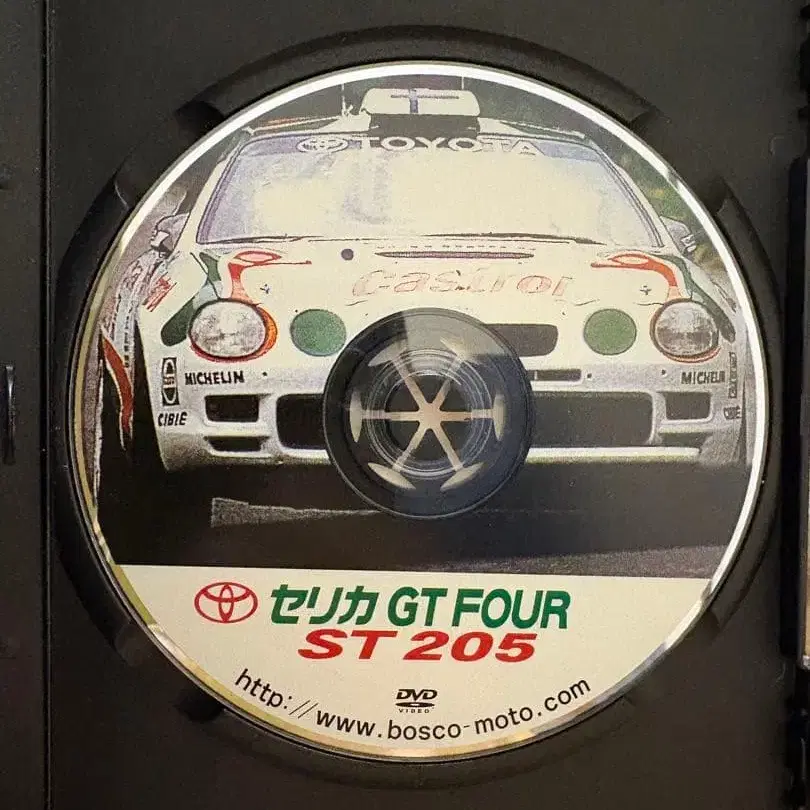 TOYOTA
Castrol
MICHELIN
MICHELIN
CIBIE
CIBIE
セリカ GT FOUR
ST 205
DVD
VIDEO
http://www.bosco-moto.com